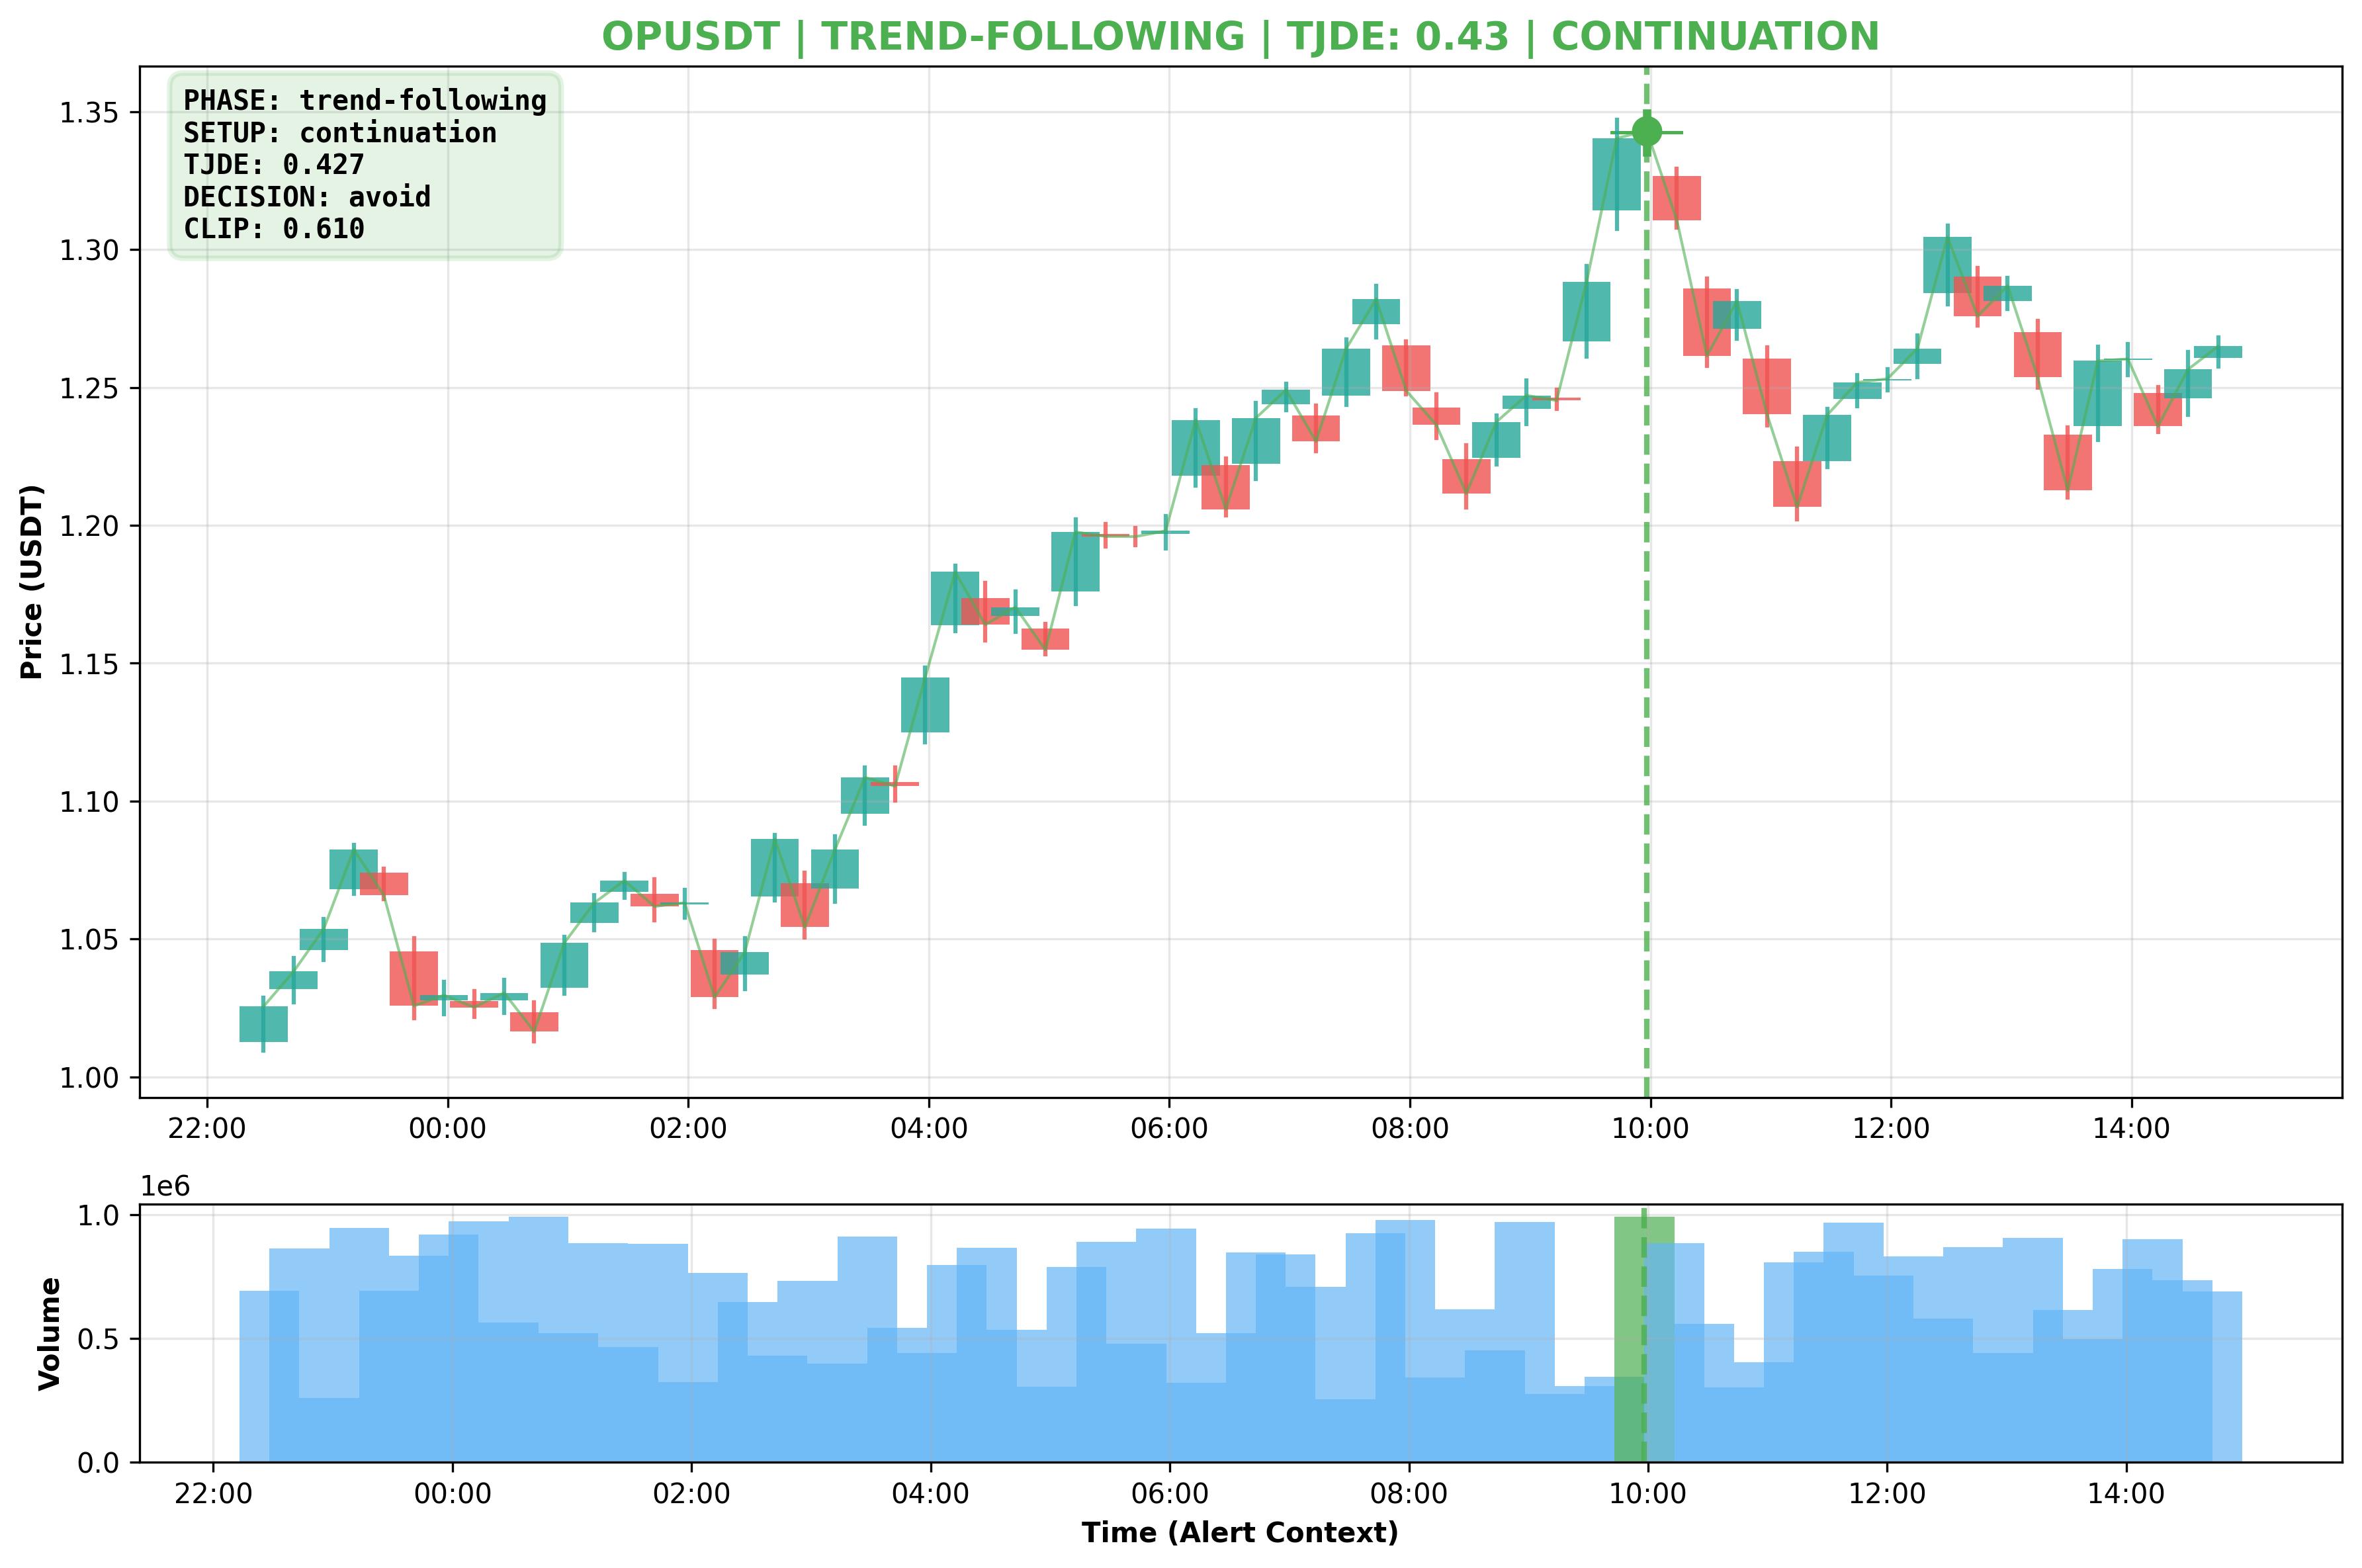 OPUSDT | TREND-FOLLOWING | TJDE: 0.43 | CONTINUATION
PHASE: trend-following
SETUP: continuation
TJDE: 0.427
DECISION: avoid
CLIP: 0.610
Price (USDT)
1.35
1.30
1.25
1.20
1.15
1.10
1.05
1.00
22:00 00:00 02:00 04:00 06:00 08:00 10:00 12:00 14:00
1e6
Volume
1.0
0.5
0.0
22:00 00:00 02:00 04:00 06:00 08:00 10:00 12:00 14:00
Time (Alert Context)